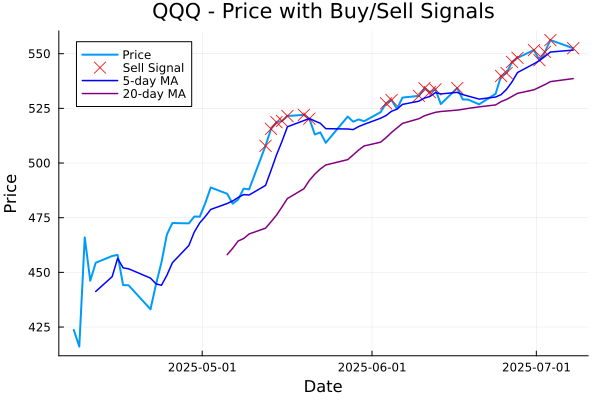 QQQ - Price with Buy/Sell Signals
Price
Sell Signal
5-day MA
20-day MA
550
525
500
475
450
425
Price
2025-05-01
2025-06-01
2025-07-01
Date